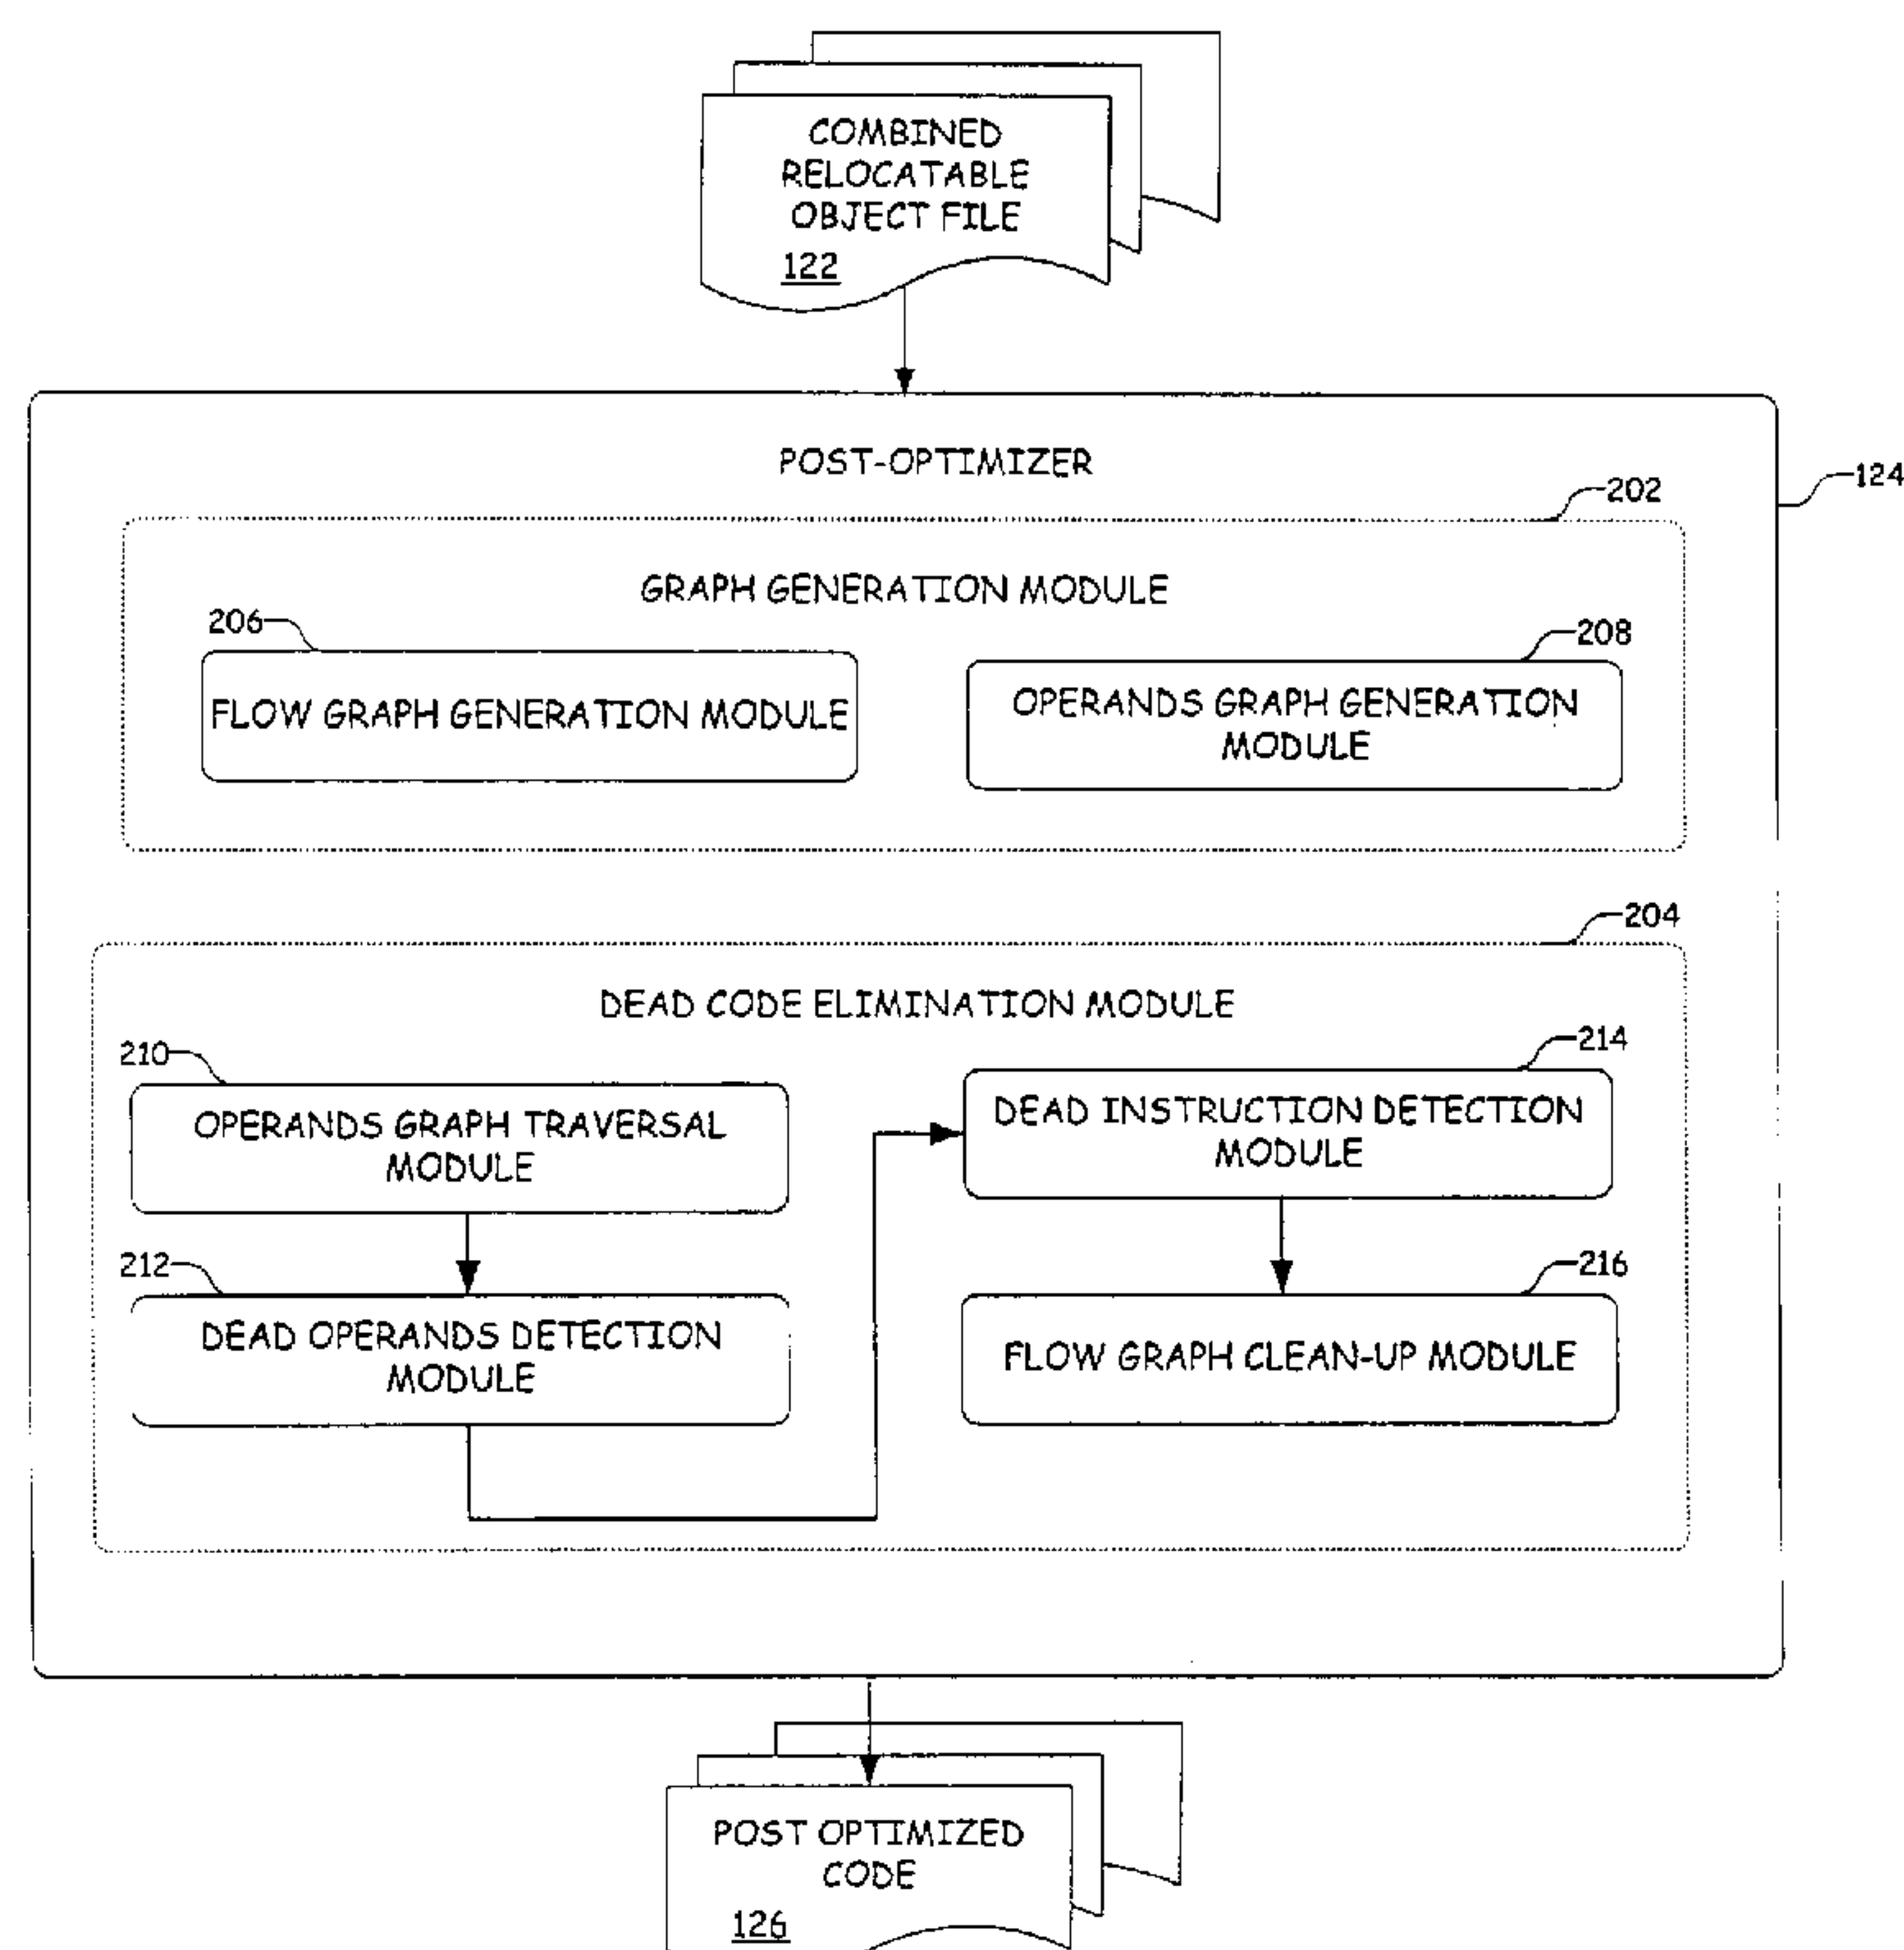 COMBINED
RELOCATABLE
OBJECT FILE
122
POST-OPTIMIZER
124
202
GRAPH GENERATION MODULE
206
208
FLOW GRAPH GENERATION MODULE
OPERANDS GRAPH GENERATION
MODULE
204
DEAD CODE ELIMINATION MODULE
210
214
OPERANDS GRAPH TRAVERSAL
MODULE
DEAD INSTRUCTION DETECTION
MODULE
212
216
DEAD OPERANDS DETECTION
MODULE
FLOW GRAPH CLEAN-UP MODULE
POST OPTIMIZED
CODE
126